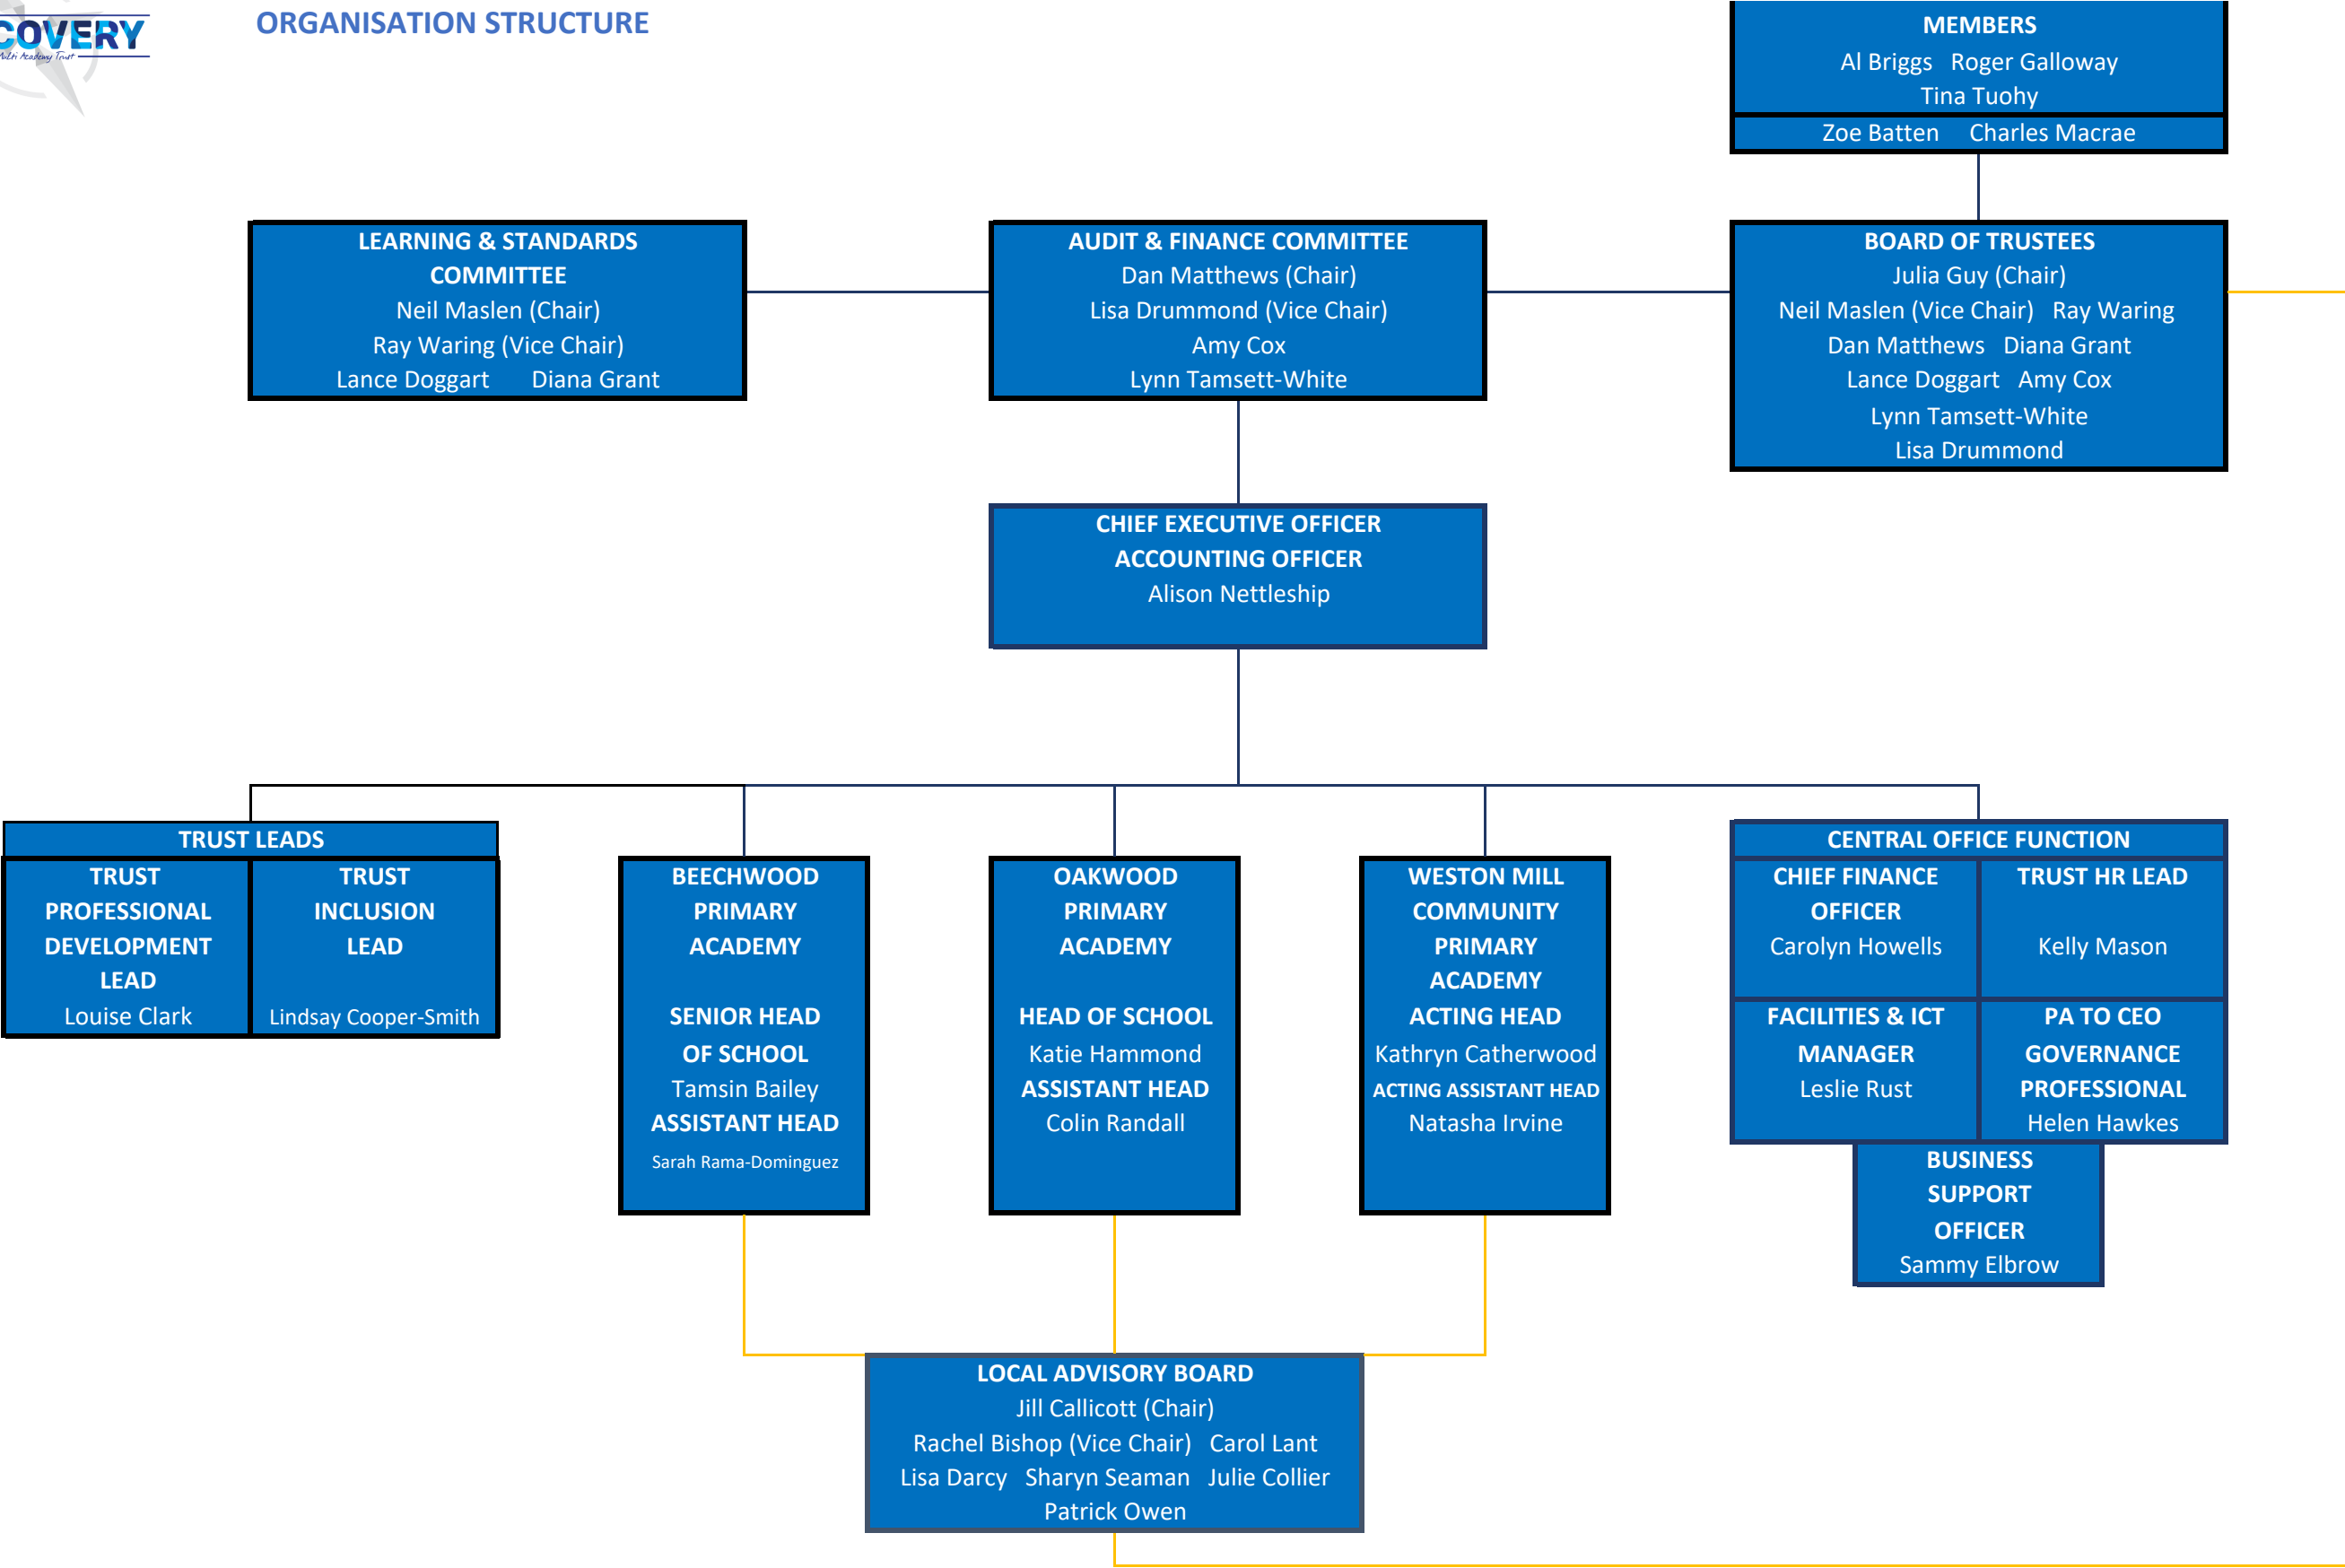 COVERY
Multi Academy Trust
ORGANISATION STRUCTURE
MEMBERS
Al Briggs Roger Galloway
Tina Tuohy
Zoe Batten Charles Macrae
LEARNING & STANDARDS
COMMITTEE
Neil Maslen (Chair)
Ray Waring (Vice Chair)
Lance Doggart Diana Grant
AUDIT & FINANCE COMMITTEE
Dan Matthews (Chair)
Lisa Drummond (Vice Chair)
Amy Cox
Lynn Tamsett-White
BOARD OF TRUSTEES
Julia Guy (Chair)
Neil Maslen (Vice Chair) Ray Waring
Dan Matthews Diana Grant
Lance Doggart Amy Cox
Lynn Tamsett-White
Lisa Drummond
CHIEF EXECUTIVE OFFICER
ACCOUNTING OFFICER
Alison Nettleship
TRUST LEADS
TRUST
PROFESSIONAL
DEVELOPMENT
LEAD
Louise Clark
TRUST
INCLUSION
LEAD
Lindsay Cooper-Smith
BEECHWOOD
PRIMARY
ACADEMY
SENIOR HEAD
OF SCHOOL
Tamsin Bailey
ASSISTANT HEAD
Sarah Rama-Dominguez
OAKWOOD
PRIMARY
ACADEMY
HEAD OF SCHOOL
Katie Hammond
ASSISTANT HEAD
Colin Randall
WESTON MILL
COMMUNITY
PRIMARY
ACADEMY
ACTING HEAD
Kathryn Catherwood
ACTING ASSISTANT HEAD
Natasha Irvine
CENTRAL OFFICE FUNCTION
CHIEF FINANCE
OFFICER
Carolyn Howells
TRUST HR LEAD
Kelly Mason
FACILITIES & ICT
MANAGER
Leslie Rust
PA TO CEO
GOVERNANCE
PROFESSIONAL
Helen Hawkes
BUSINESS
SUPPORT
OFFICER
Sammy Elbrow
LOCAL ADVISORY BOARD
Jill Callicott (Chair)
Rachel Bishop (Vice Chair) Carol Lant
Lisa Darcy Sharyn Seaman Julie Collier
Patrick Owen